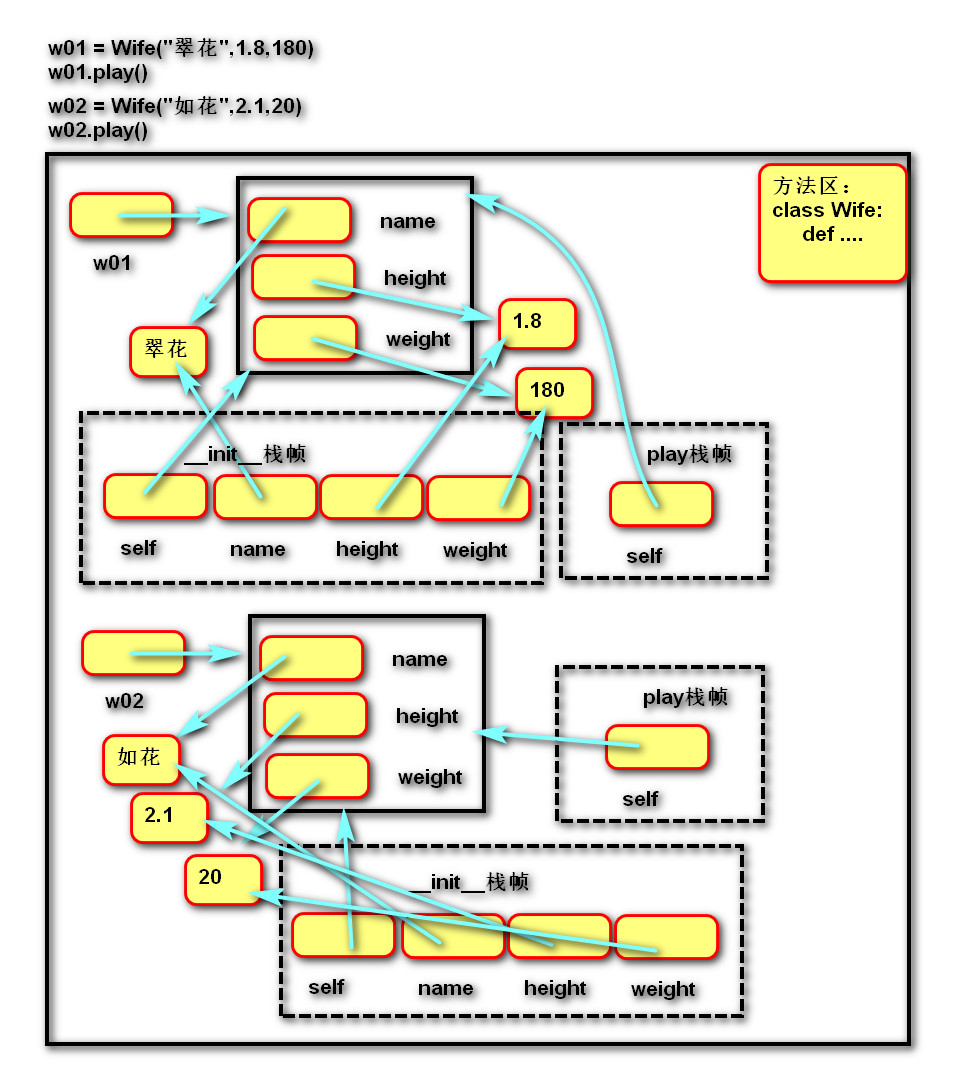 w01 = Wife("翠花",1.8,180)
w01.play()
w02 = Wife("如花",2.1,20)
w02.play()
方法区：
class Wife:
def ....
name
w01
height
1.8
weight
翠花
180
__init__栈帧
play栈帧
self
name
height
weight
self
name
w02
play栈帧
height
如花
weight
self
2.1
20
__init__栈帧
self
name
height
weight